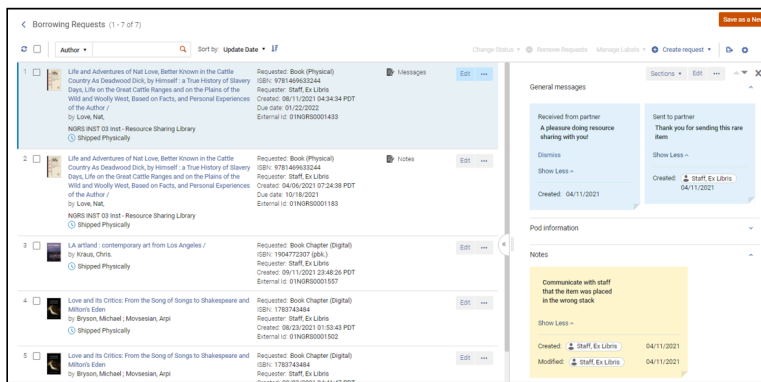 Borrowing Requests (1 - 7 of 7)
Save as a New
Author
Sort by: Update Date
Change Status Remove Requests Manage Labels Create request
1
Life and Adventures of Nat Love, Better Known in the Cattle
Country As Deadwood Dick, by Himself : a True History of Slavery
Days, Life on the Great Cattle Ranges and on the Plains of the
Wild and Woolly West, Based on Facts, and Personal Experiences
of the Author /
by Love, Nat,
NGRS INST 03 Inst - Resource Sharing Library
Shipped Physically
Requested: Book (Physical)
ISBN: 9781469633244
Requester: Staff, Ex Libris
Created: 08/11/2021 04:34:34 PDT
Due date: 01/22/2022
External Id: 01NGRS0001433
Messages
Edit
2
Life and Adventures of Nat Love, Better Known in the Cattle
Country As Deadwood Dick, by Himself : a True History of Slavery
Days, Life on the Great Cattle Ranges and on the Plains of the
Wild and Woolly West, Based on Facts, and Personal Experiences
of the Author /
by Love, Nat,
NGRS INST 03 Inst - Resource Sharing Library
Shipped Physically
Requested: Book (Physical)
ISBN: 9781469633244
Requester: Staff, Ex Libris
Created: 04/06/2021 07:24:38 PDT
Due date: 10/18/2021
External Id: 01NGRS0001183
Notes
Edit
3
LA artland : contemporary art from Los Angeles /
by Kraus, Chris.
Shipped Physically
Requested: Book Chapter (Digital)
ISBN: 1904772307 (pbk.)
Requester: Staff, Ex Libris
Created: 09/11/2021 23:48:26 PDT
External Id: 01NGRS0001557
Edit
4
Love and its Critics: From the Song of Songs to Shakespeare and
Milton's Eden
by Bryson, Michael ; Movsesian, Arpi
Shipped Physically
Requested: Book Chapter (Digital)
ISBN: 1783743484
Requester: Staff, Ex Libris
Created: 08/23/2021 01:53:43 PDT
External Id: 01NGRS0001502
Edit
5
Love and its Critics: From the Song of Songs to Shakespeare and
Milton's Eden
by Bryson, Michael ; Movsesian, Arpi
Requested: Book Chapter (Digital)
ISBN: 1783743484
Requester: Staff, Ex Libris
Edit
Sections Edit
General messages
Received from partner
A pleasure doing resource
sharing with you!
Dismiss
Show Less
Created: 04/11/2021
Sent to partner
Thank you for sending this rare
item
Show Less
Created: Staff, Ex Libris
04/11/2021
Pod information
Notes
Communicate with staff
that the item was placed
in the wrong stack
Show Less
Created: Staff, Ex Libris 04/11/2021
Modified: Staff, Ex Libris 04/11/2021